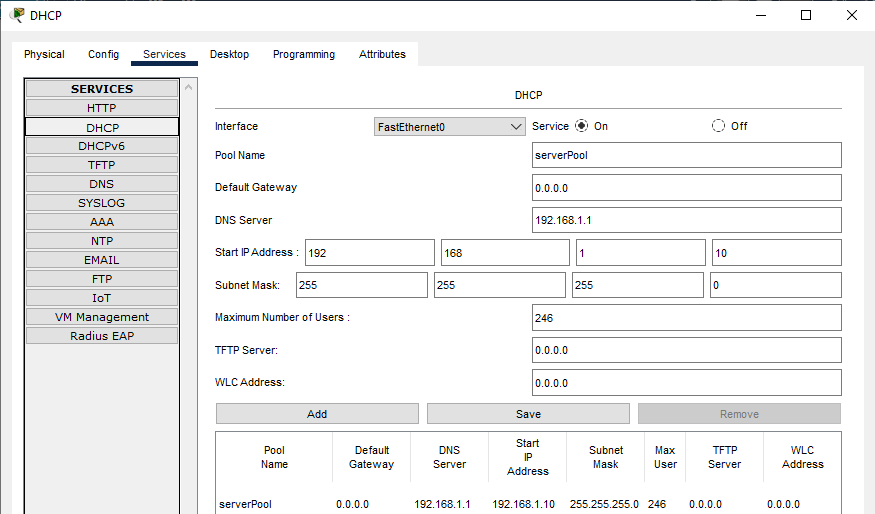 DHCP
Physical Config Services Desktop Programming Attributes
SERVICES
HTTP
DHCP
DHCPv6
TFTP
DNS
SYSLOG
AAA
NTP
EMAIL
FTP
IoT
VM Management
Radius EAP
DHCP
Interface FastEthernet0 Service On Off
Pool Name serverPool
Default Gateway 0.0.0.0
DNS Server 192.168.1.1
Start IP Address : 192 168 1 10
Subnet Mask: 255 255 255 0
Maximum Number of Users : 246
TFTP Server: 0.0.0.0
WLC Address: 0.0.0.0
Add Save Remove
Pool Name Default Gateway DNS Server Start IP Address Subnet Mask Max User TFTP Server WLC Address
serverPool 0.0.0.0 192.168.1.1 192.168.1.10 255.255.255.0 246 0.0.0.0 0.0.0.0